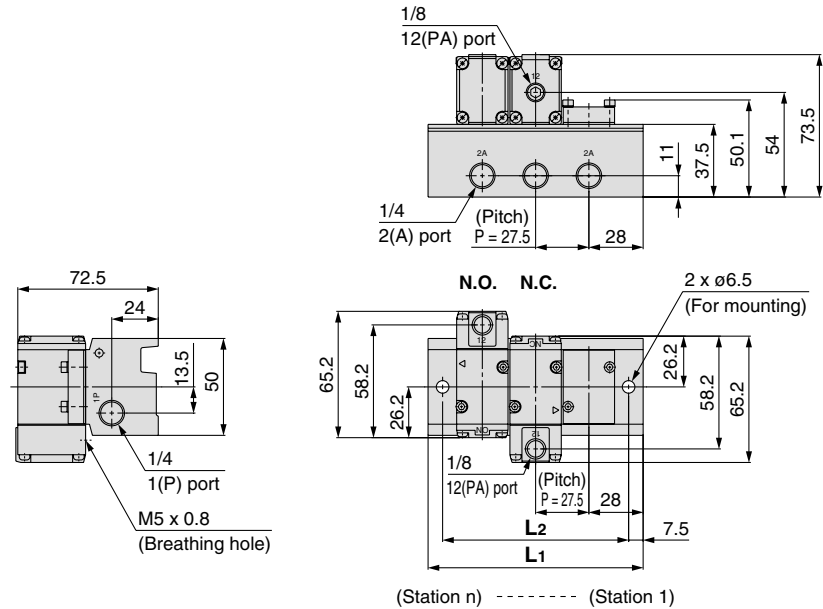 1/8
12(PA) port
12
73.5
54
50.1
37.5
11
2A
2A
1/4
2(A) port
(Pitch)
P = 27.5
28
72.5
24
13.5
50
1P
1/4
1(P) port
M5 x 0.8
(Breathing hole)
N.O. N.C.
2 x ø6.5
(For mounting)
65.2
58.2
26.2
12
NC
NO
12
26.2
58.2
65.2
1/8
12(PA) port
(Pitch)
P = 27.5
28
L2
7.5
L1
(Station n) -------- (Station 1)